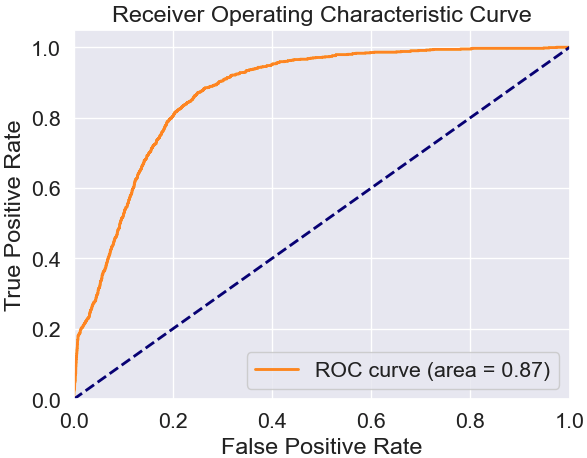 Receiver Operating Characteristic Curve
1.0
0.8
0.6
0.4
0.2
0.0
True Positive Rate
ROC curve (area = 0.87)
0.0 0.2 0.4 0.6 0.8 1.0
False Positive Rate